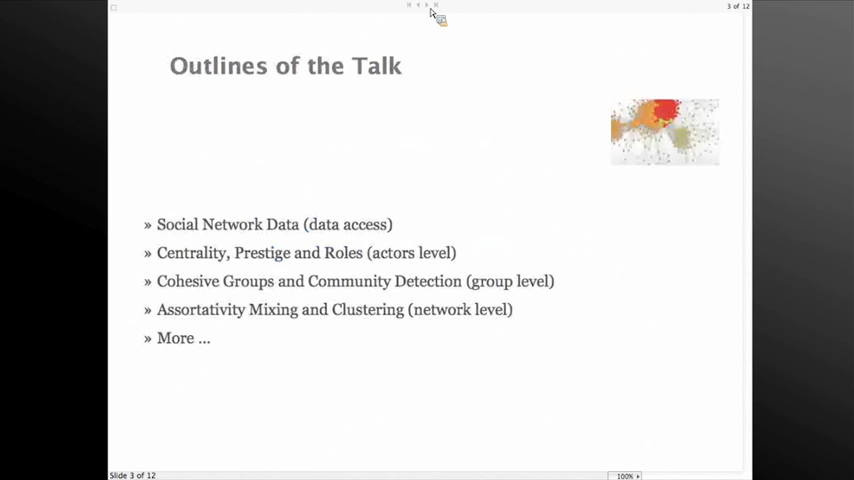 3 of 12
Outlines of the Talk
» Social Network Data (data access)
» Centrality, Prestige and Roles (actors level)
» Cohesive Groups and Community Detection (group level)
» Assortativity Mixing and Clustering (network level)
» More ...
Slide 3 of 12
100%